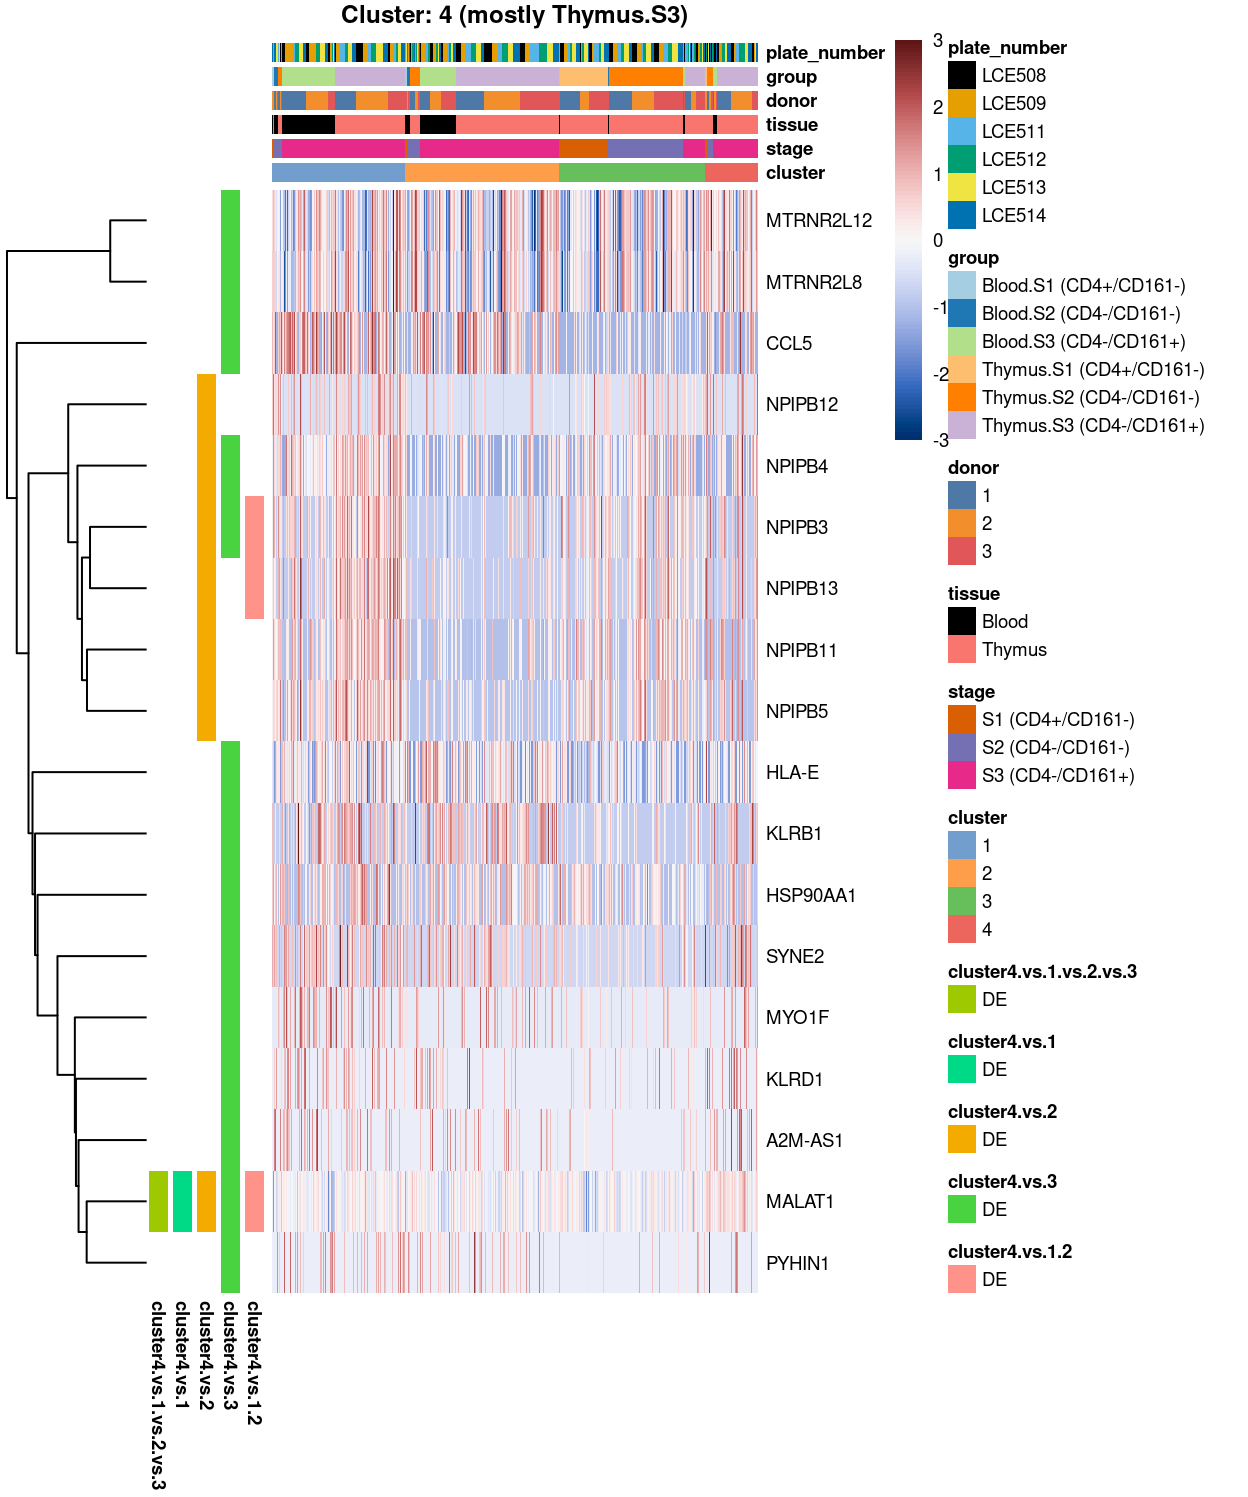 Cluster: 4 (mostly Thymus.S3)
plate_number
group
donor
tissue
stage
cluster
MTRNR2L12
MTRNR2L8
CCL5
NPIPB12
NPIPB4
NPIPB3
NPIPB13
NPIPB11
NPIPB5
HLA-E
KLRB1
HSP90AA1
SYNE2
MYO1F
KLRD1
A2M-AS1
MALAT1
PYHIN1
cluster4.vs.1.vs.2.vs.3
cluster4.vs.1
cluster4.vs.2
cluster4.vs.3
cluster4.vs.1.2
3
2
1
0
-1
-2
-3
plate_number
LCE508
LCE509
LCE511
LCE512
LCE513
LCE514
group
Blood.S1 (CD4+/CD161-)
Blood.S2 (CD4-/CD161-)
Blood.S3 (CD4-/CD161+)
Thymus.S1 (CD4+/CD161-)
Thymus.S2 (CD4-/CD161-)
Thymus.S3 (CD4-/CD161+)
donor
1
2
3
tissue
Blood
Thymus
stage
S1 (CD4+/CD161-)
S2 (CD4-/CD161-)
S3 (CD4-/CD161+)
cluster
1
2
3
4
cluster4.vs.1.vs.2.vs.3
DE
cluster4.vs.1
DE
cluster4.vs.2
DE
cluster4.vs.3
DE
cluster4.vs.1.2
DE